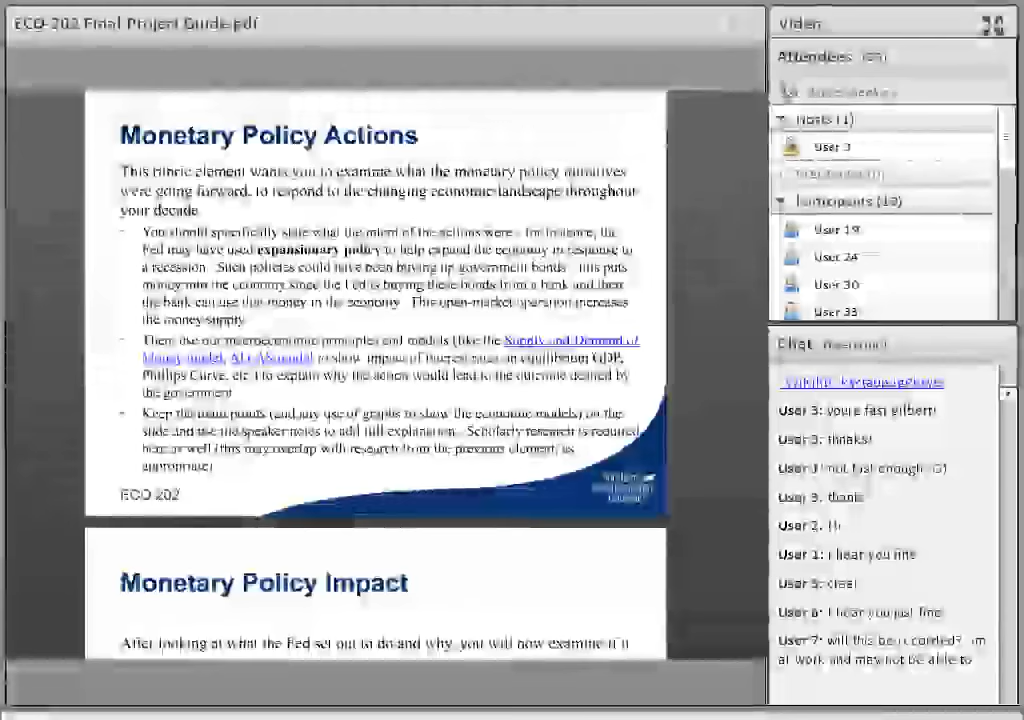 ECO-202 Final Project Guide.pdf
Monetary Policy Actions
This rubric element wants you to examine what the monetary policy initiatives
were going forward, to respond to the changing economic landscape throughout
your decade
You should specifically state what the intent of the actions were - for instance, the
Fed may have used expansionary policy to help expand the economy in response to
a recession. Such policies could have been buying up government bonds. This puts
money into the economy since the Fed is buying these bonds from a bank and then
the bank can use that money in the economy. This open-market operation increases
the money supply
Then use our macroeconomic principles and models (like the Supply and Demand of
Money model, to show impact of interest rates on equilibrium GDP,
Phillips Curve, etc.) to explain why the action would lead to the outcome desired by
the government
Keep the main points (and any use of graphs to show the economic models) on the
slide and use the speaker notes to add full explanation. Scholarly research is required
here as well (this may overlap with research from the previous element, as
appropriate)
ECO 202
Monetary Policy Impact
After looking at what the Fed set out to do and why, you will now examine if it
Video
Attendees
Hosts (1)
User 3
Participants
User 19
User 24
User 30
User 33
Chat
User 3: youre fast gilbert!
User 3: thnaks!
User not fast enough
User 3: thank
User 2: Hi
User 1: I hear you fine
User 5: clear
User 6: I hear you just fine
User 7: will this be recorded? im
at work and may not be able to